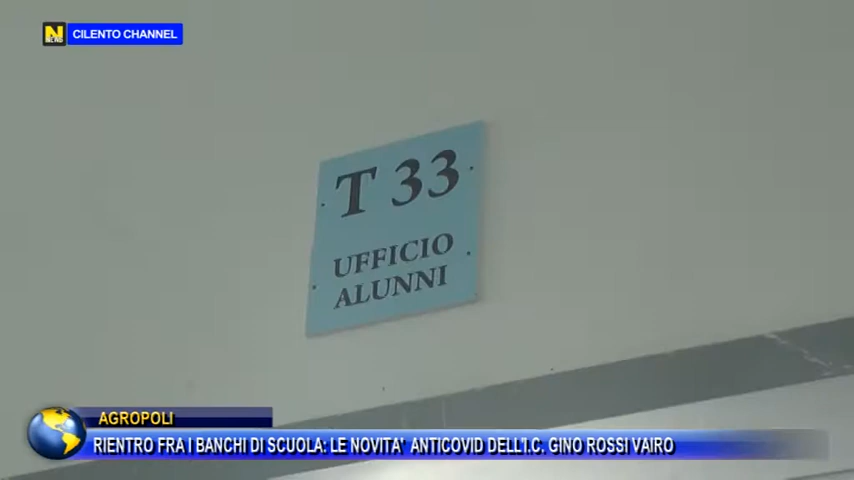 CILENTO CHANNEL
T 33
UFFICIO
ALUNNI
AGROPOLI
RIENTRO FRA I BANCHI DI SCUOLA: LE NOVITA' ANTICOVID DELL'I.C. GINO ROSSI VAIRO